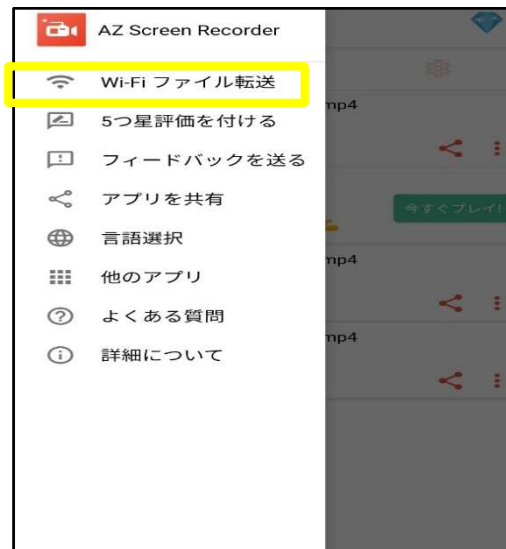 AZ Screen Recorder
Wi-Fi ファイル転送
5つ星評価を付ける
フィードバックを送る
アプリを共有
言語選択
他のアプリ
よくある質問
詳細について
mp4
今すぐプレイ!
mp4
mp4